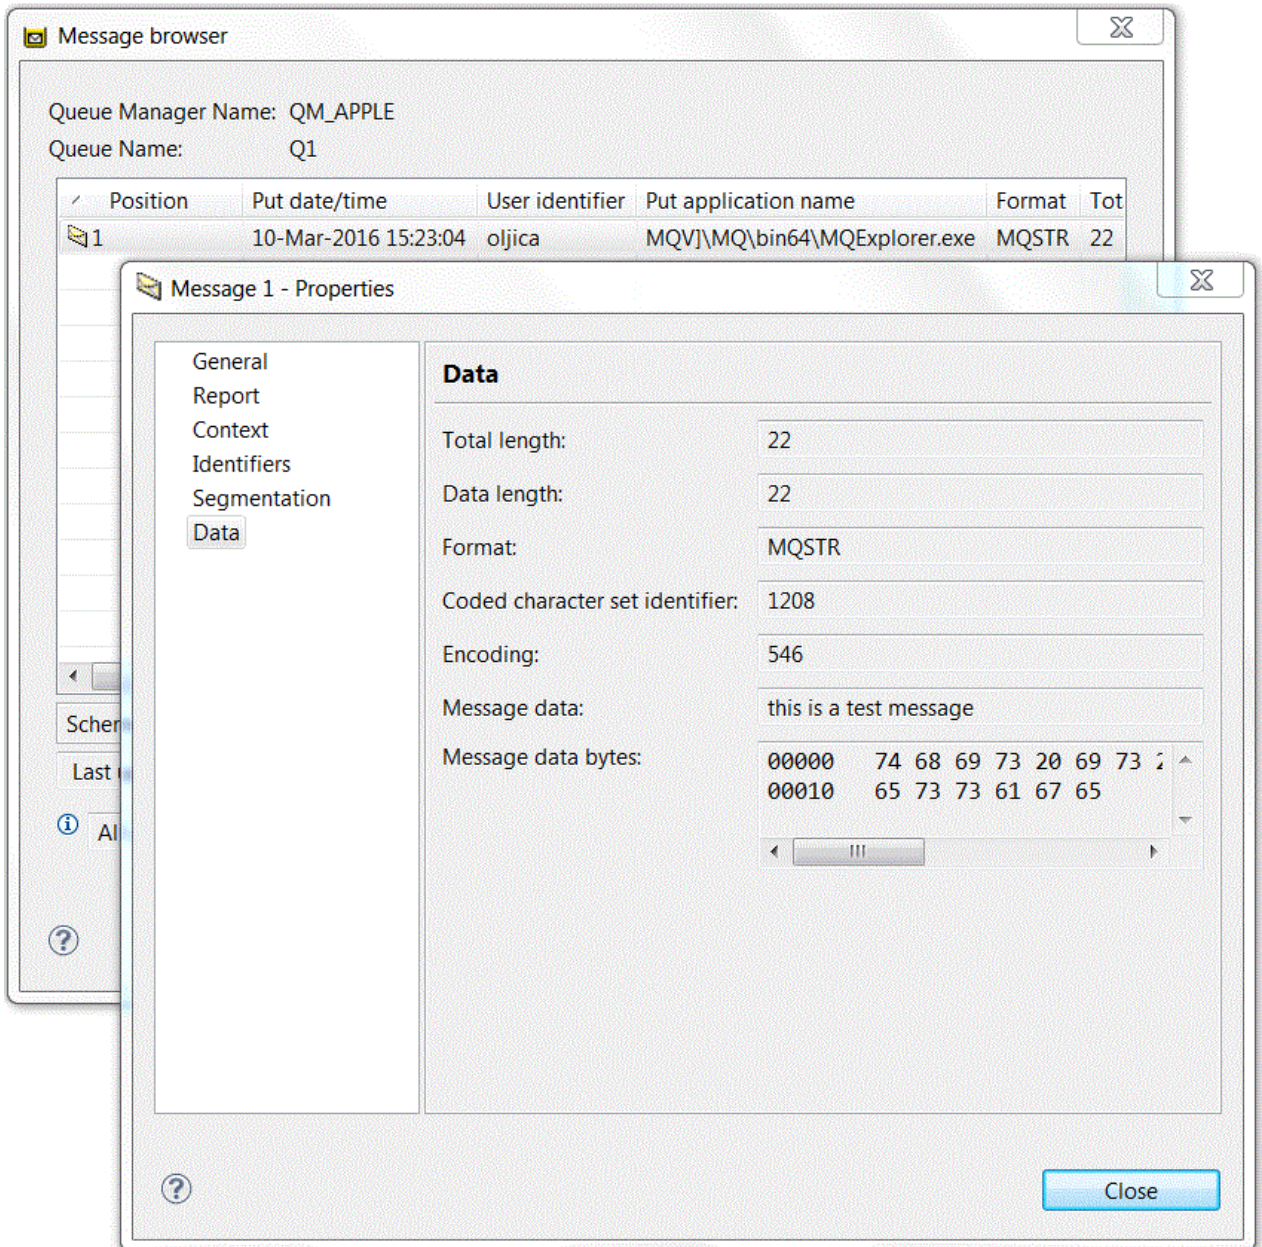 Message browser
Queue Manager Name: QM_APPLE
Queue Name: Q1
Position Put date/time User identifier Put application name Format Tot
1 10-Mar-2016 15:23:04 oljica MQV]\MQ\bin64\MQExplorer.exe MQSTR 22
Message 1 - Properties
General
Report
Context
Identifiers
Segmentation
Data
Data
Total length: 22
Data length: 22
Format: MQSTR
Coded character set identifier: 1208
Encoding: 546
Message data: this is a test message
Message data bytes: 00000 74 68 69 73 20 69 73
00010 65 73 73 61 67 65
Scher
Last
Al
Close